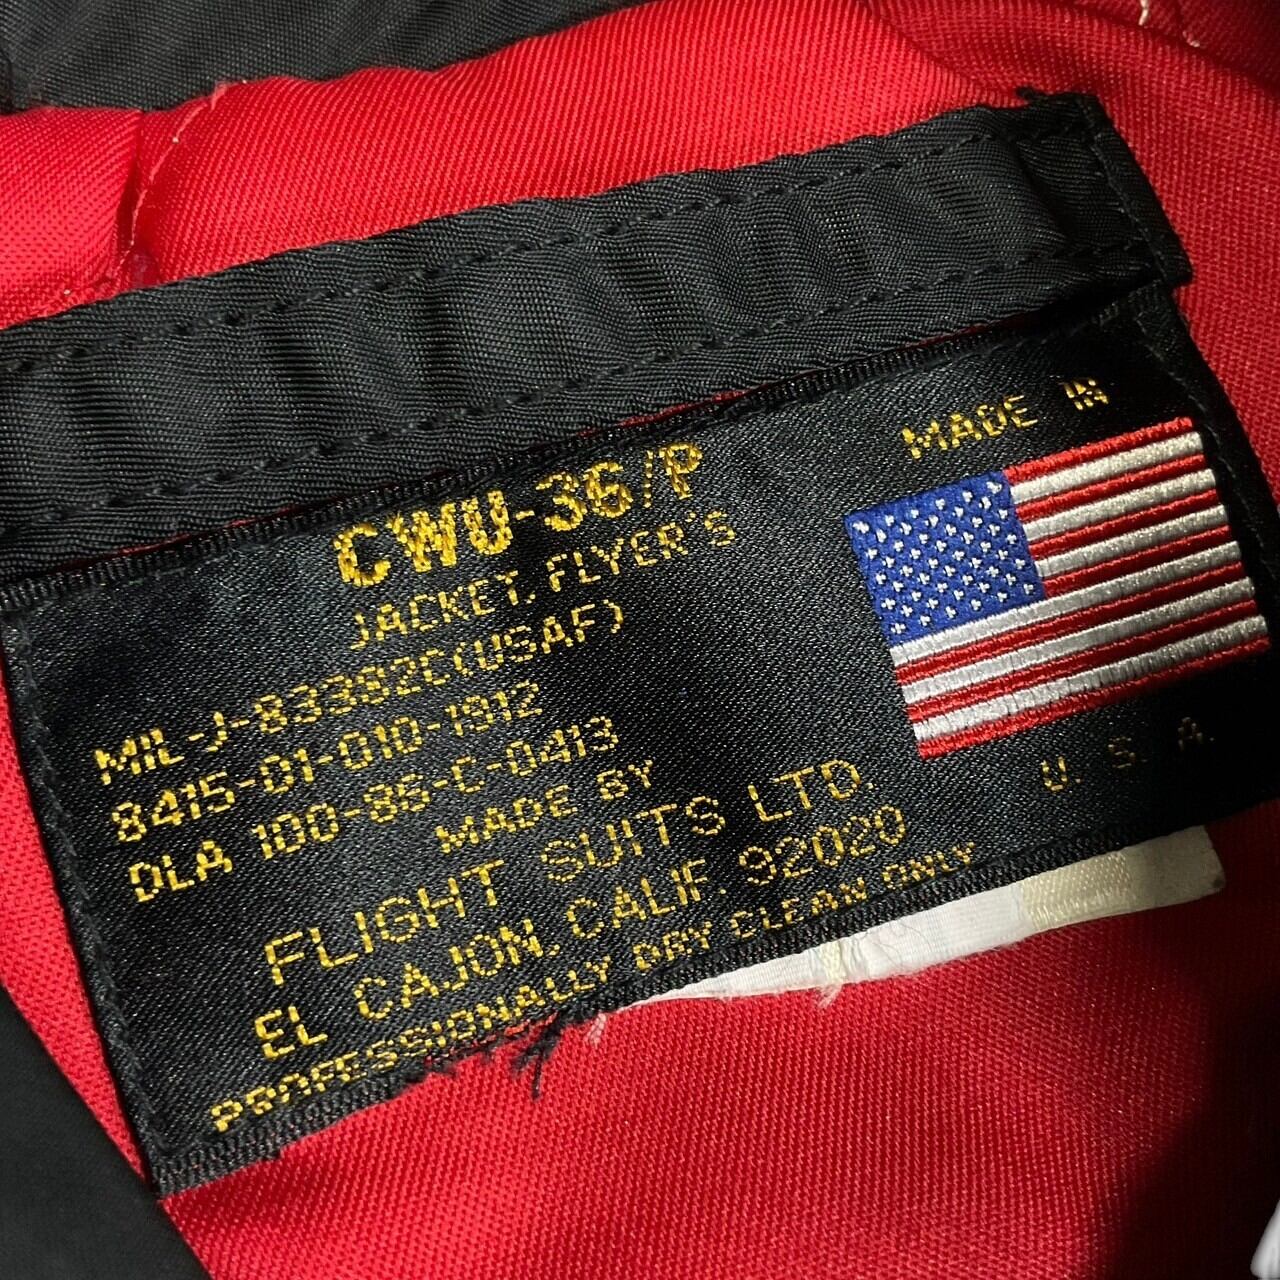 MADE IN
CWU-36/P
JACKET, FLYER'S
MIL-J-83382C(USAF)
8415-01-010-1912
DLA 100-86-C-0413
MADE BY
FLIGHT SUITS LTD.
EL CAJON, CALIF. 92020
PROFESSIONALLY DRY CLEAN ONLY
U. S. A.